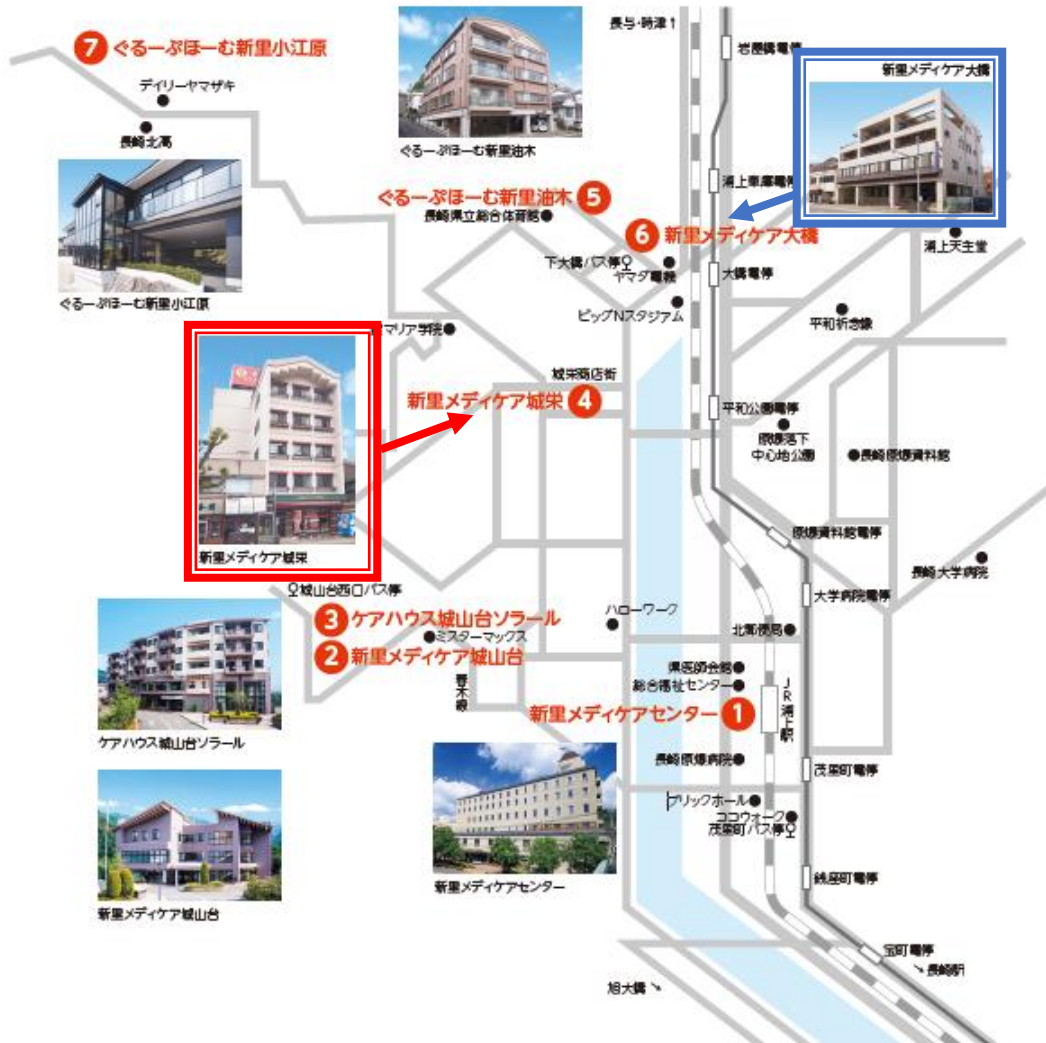 長与・時津↑
岩屋橋電停
7 ぐるーぷほーむ新里小江原
新里メディケア大橋
デイリーヤマザキ
長崎北高
ぐるーぷほーむ新里油木
浦上車庫電停
ぐるーぷほーむ新里油木 5
長崎県立総合体育館
6 新里メディケア大橋
浦上天主堂
下大橋バス停
ヤマダ電機
大橋電停
ぐるーぷほーむ新里小江原
ビッグNスタジアム
平和祈念像
マリア学院
城栄商店街
新里メディケア城栄 4
平和公園電停
原爆落下
中心地公園
長崎原爆資料館
原爆資料館電停
新里メディケア城栄
長崎大学病院
城山台西口バス停
大学病院電停
3 ケアハウス城山台ソラール
ハローワーク
ミスターマックス
北郵便局
2 新里メディケア城山台
県医師会館
総合福祉センター
JR浦上駅
新里メディケアセンター 1
ケアハウス城山台ソラール
長崎原爆病院
茂里町電停
ブリックホール
ココウォーク
茂里町バス停
新里メディケアセンター
銭座町電停
新里メディケア城山台
宝町電停
→長崎駅
旭大橋→